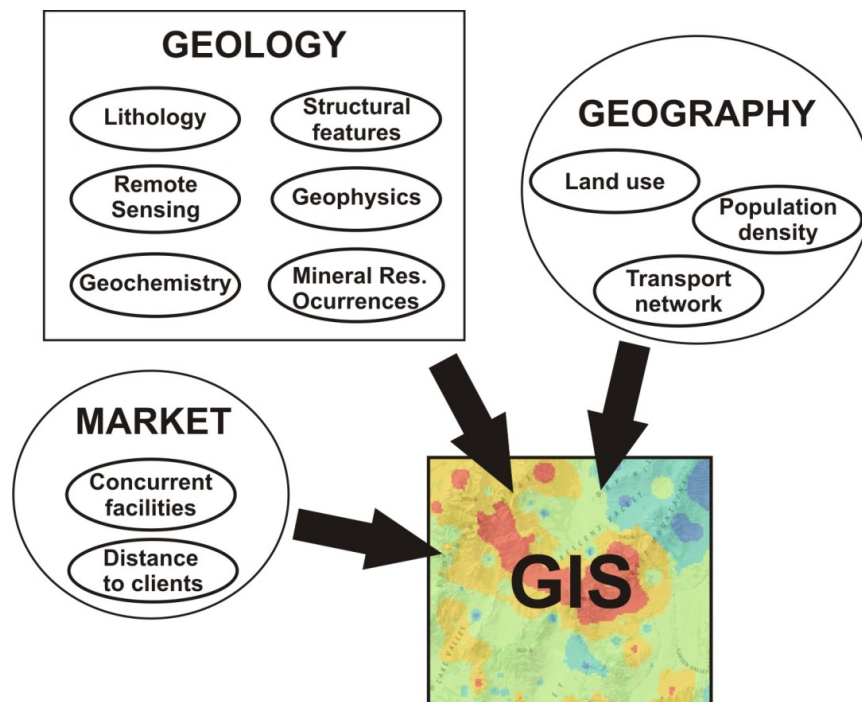 GEOLOGY
Lithology
Structural
features
Remote
Sensing
Geophysics
Geochemistry
Mineral Res.
Ocurrences
GEOGRAPHY
Land use
Population
density
Transport
network
MARKET
Concurrent
facilities
Distance
to clients
GIS